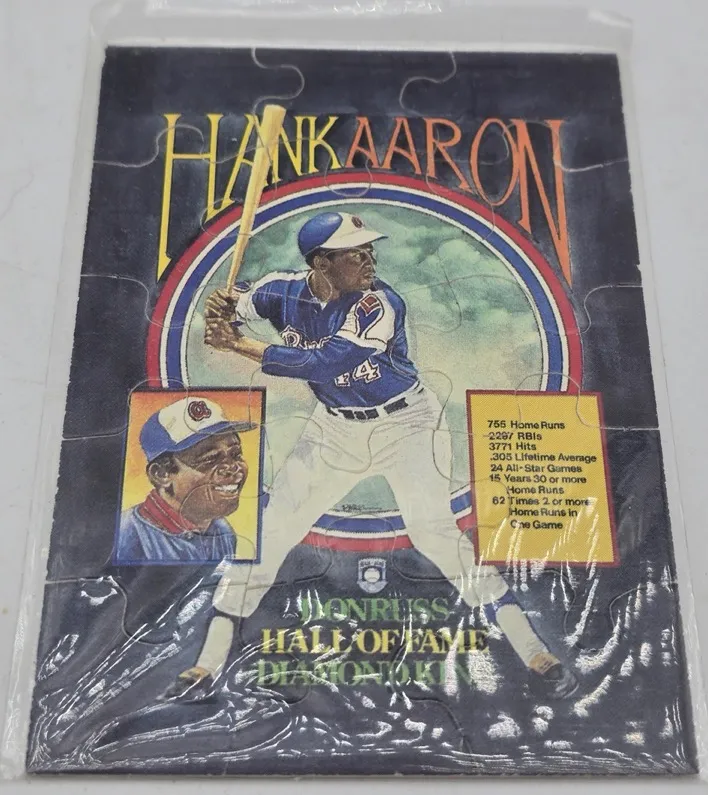 HANK AARON
44
755 Home Runs
2297 RBIs
3771 Hits
.305 Lifetime Average
24 All-Star Games
15 Years 30 or more
Home Runs
62 Times 2 or more
Home Runs in
One Game
DONRUSS
HALL OF FAME
DIAMOND KING